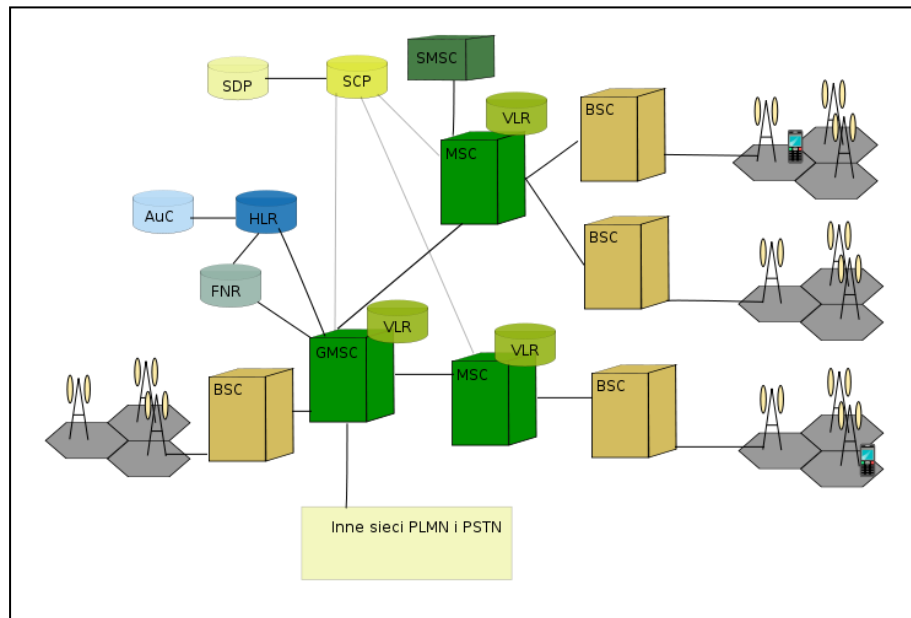 SMSC
SDP
SCP
VLR
BSC
MSC
AuC
HLR
BSC
FNR
VLR
GMSC
VLR
MSC
BSC
BSC
Inne sieci PLMN i PSTN